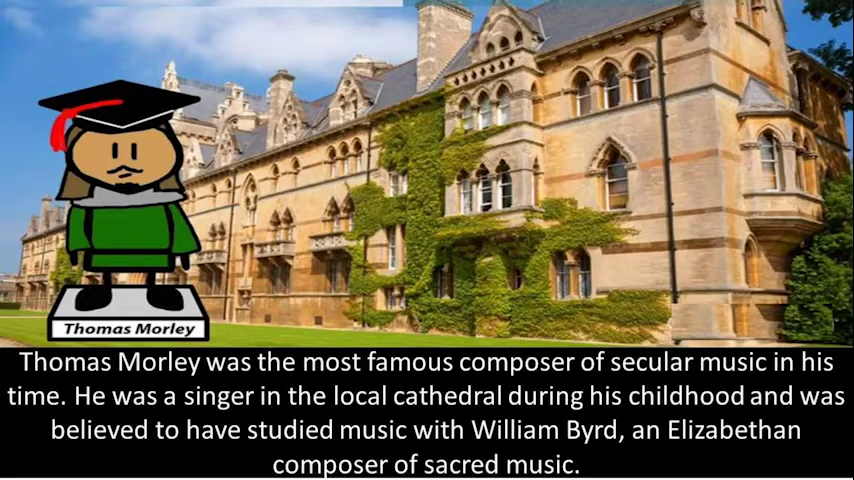 Thomas Morley
Thomas Morley was the most famous composer of secular music in his
time. He was a singer in the local cathedral during his childhood and was
believed to have studied music with William Byrd, an Elizabethan
composer of sacred music.